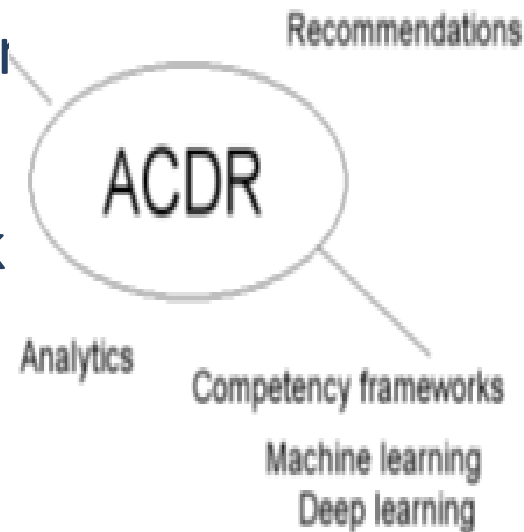 Recommendations
ACDR
Analytics
Competency frameworks
Machine learning
Deep learning